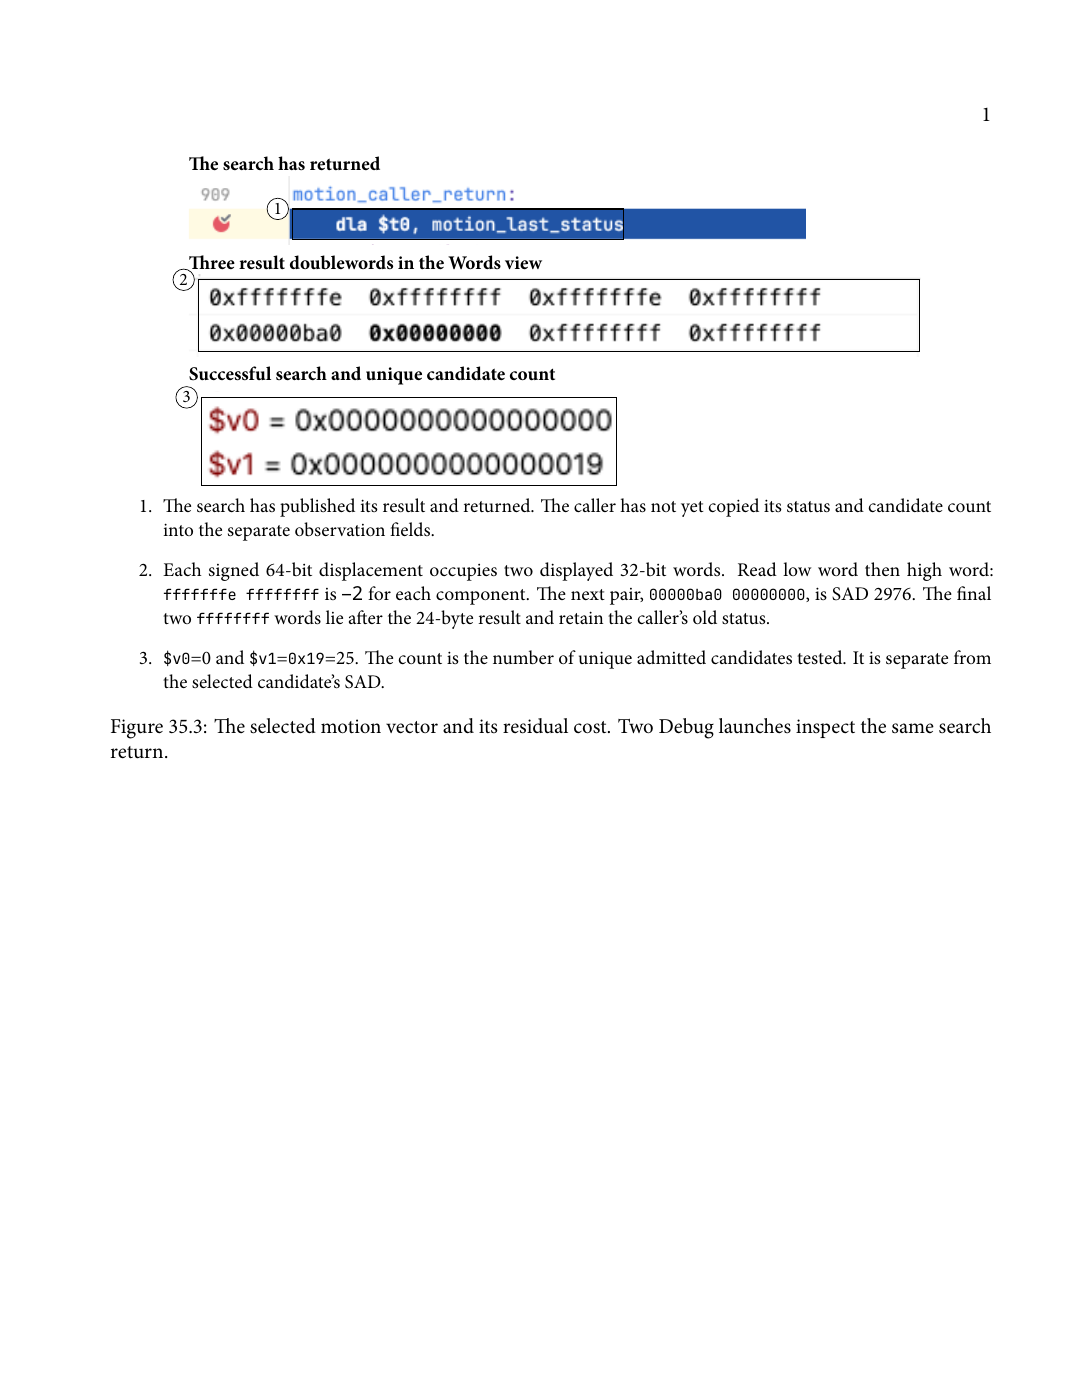 1
The search has returned
909 motion_caller_return:
1 dla $t0, motion_last_status
Three result doublewords in the Words view
2
0xfffffffe 0xffffffff 0xfffffffe 0xffffffff
0x00000ba0 0x00000000 0xffffffff 0xffffffff
Successful search and unique candidate count
3
$v0 = 0x0000000000000000
$v1 = 0x0000000000000019
1. The search has published its result and returned. The caller has not yet copied its status and candidate count
into the separate observation fields.
2. Each signed 64-bit displacement occupies two displayed 32-bit words. Read low word then high word:
fffffffe ffffffff is −2 for each component. The next pair, 00000ba0 00000000, is SAD 2976. The final
two ffffffff words lie after the 24-byte result and retain the caller's old status.
3. $v0=0 and $v1=0x19=25. The count is the number of unique admitted candidates tested. It is separate from
the selected candidate's SAD.
Figure 35.3: The selected motion vector and its residual cost. Two Debug launches inspect the same search
return.